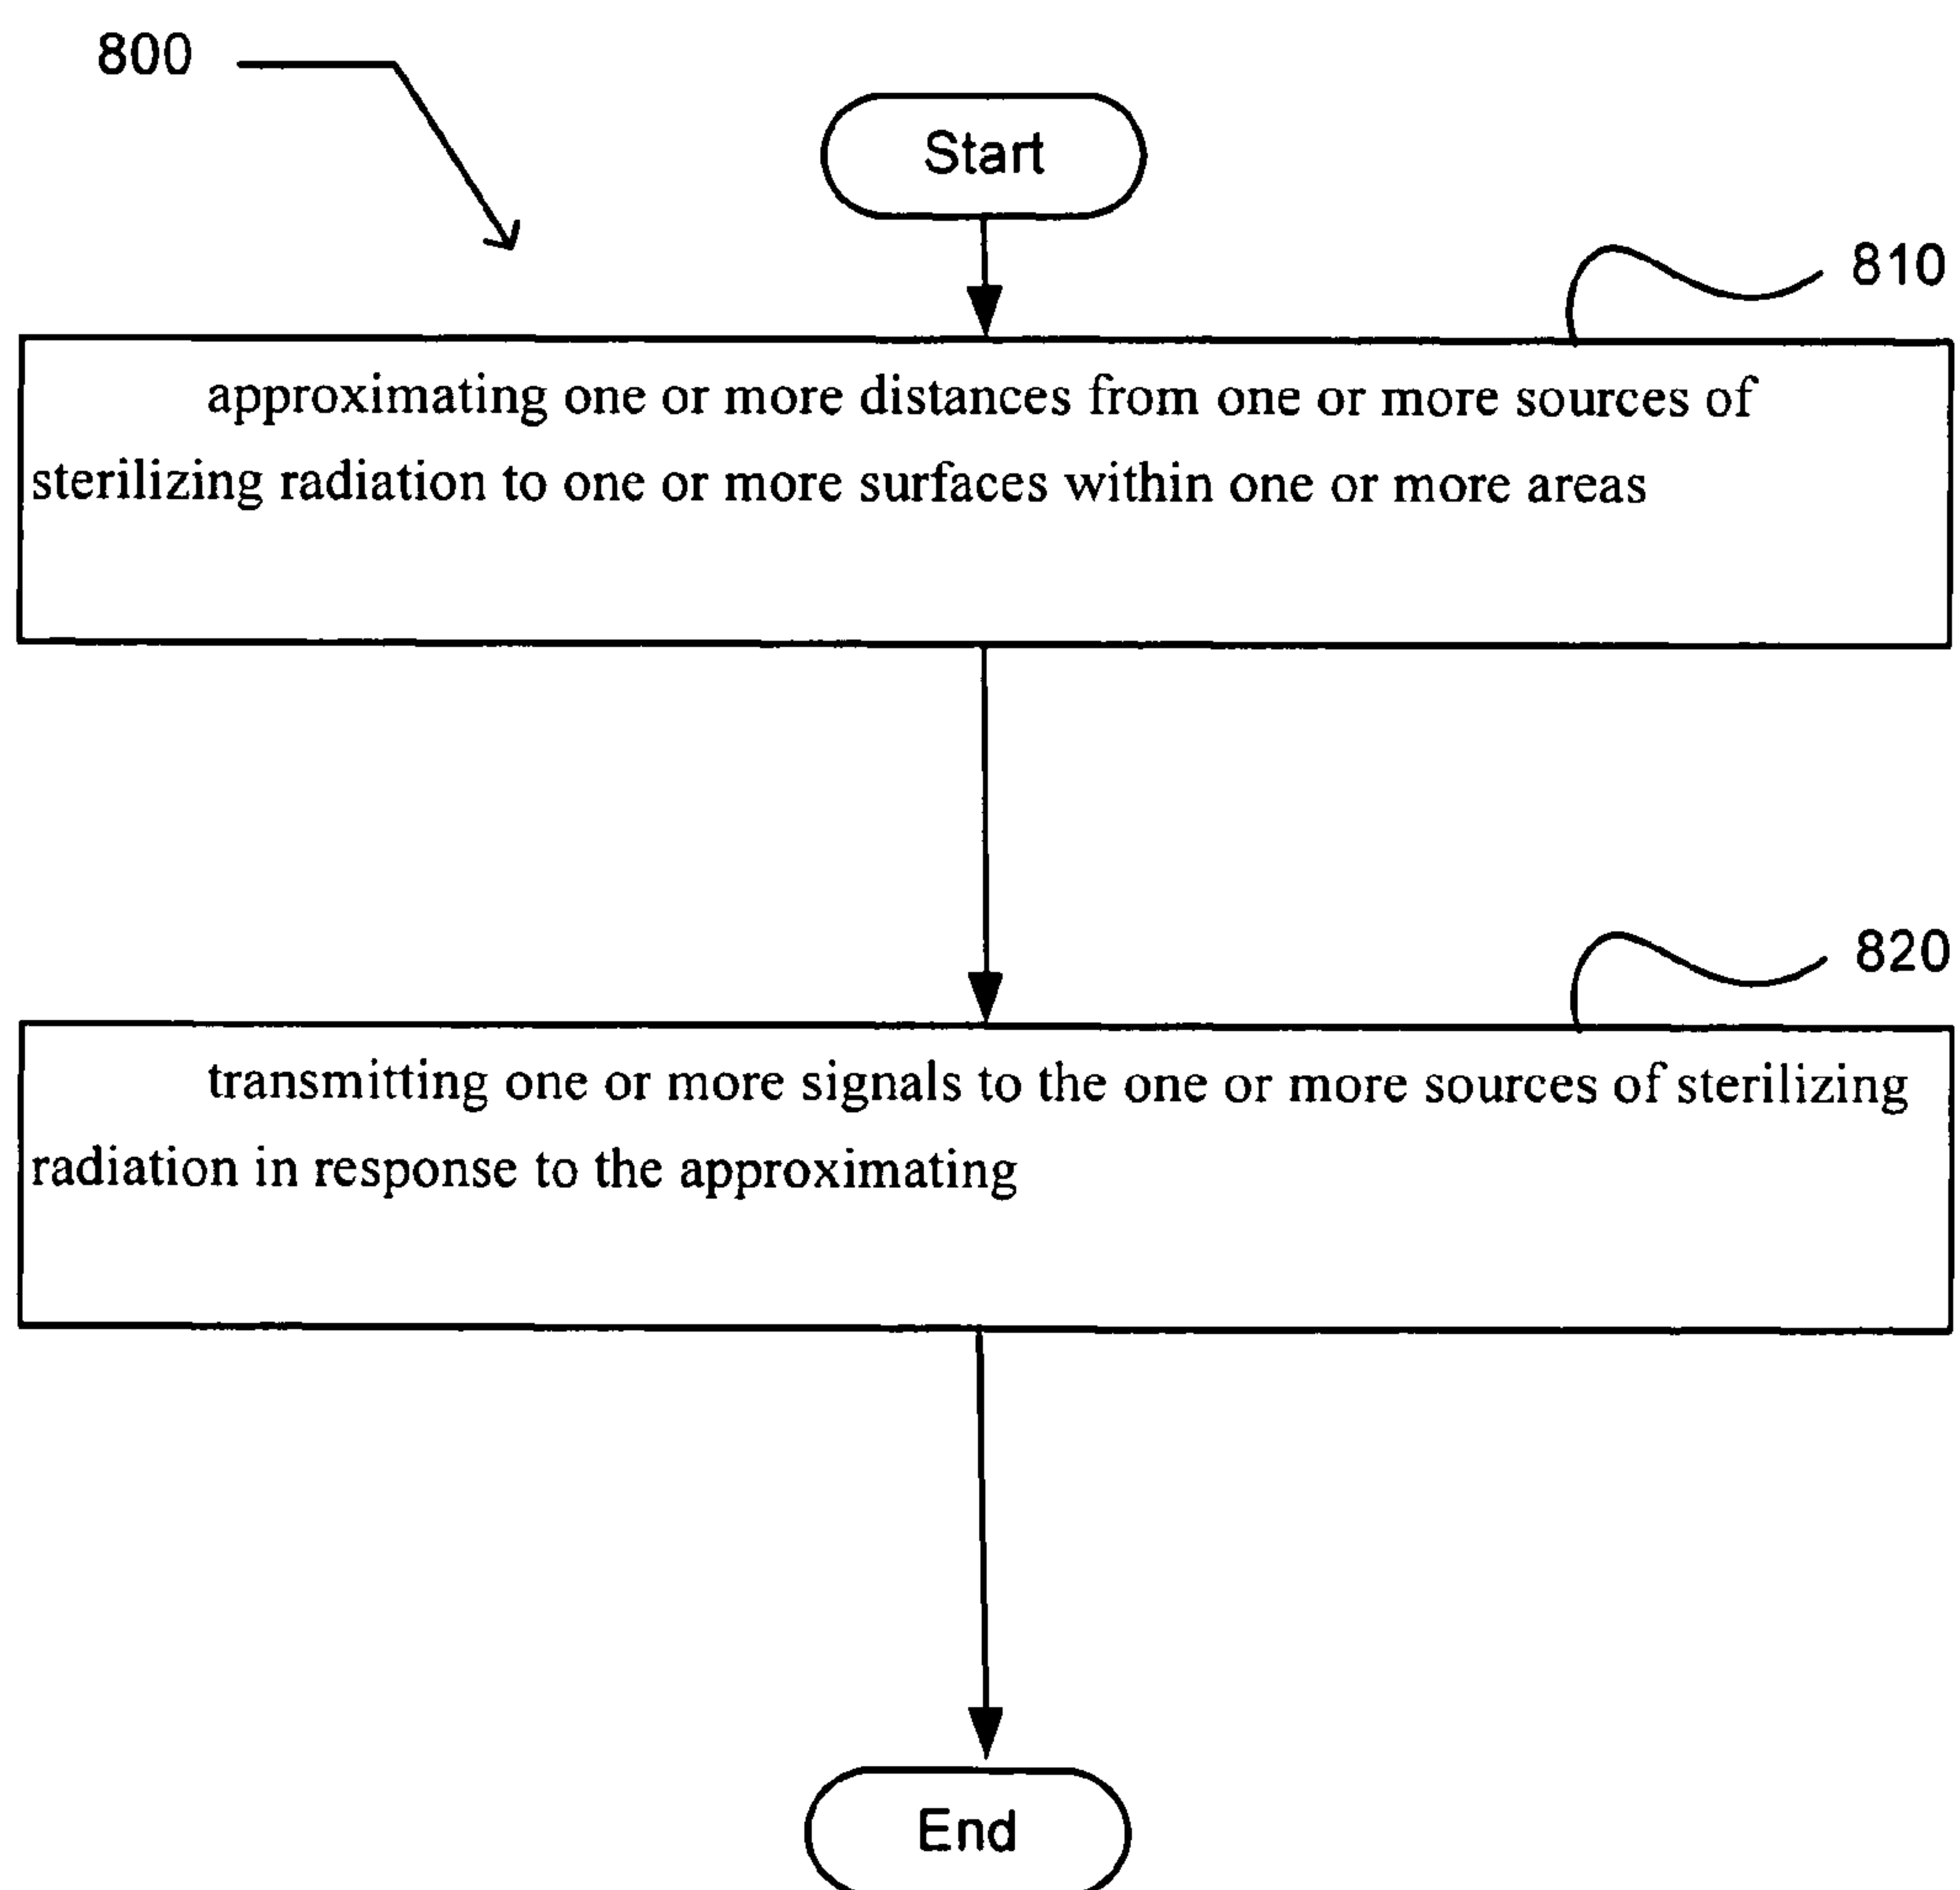 800
Start
810
approximating one or more distances from one or more sources of
sterilizing radiation to one or more surfaces within one or more areas
820
transmitting one or more signals to the one or more sources of sterilizing
radiation in response to the approximating
End